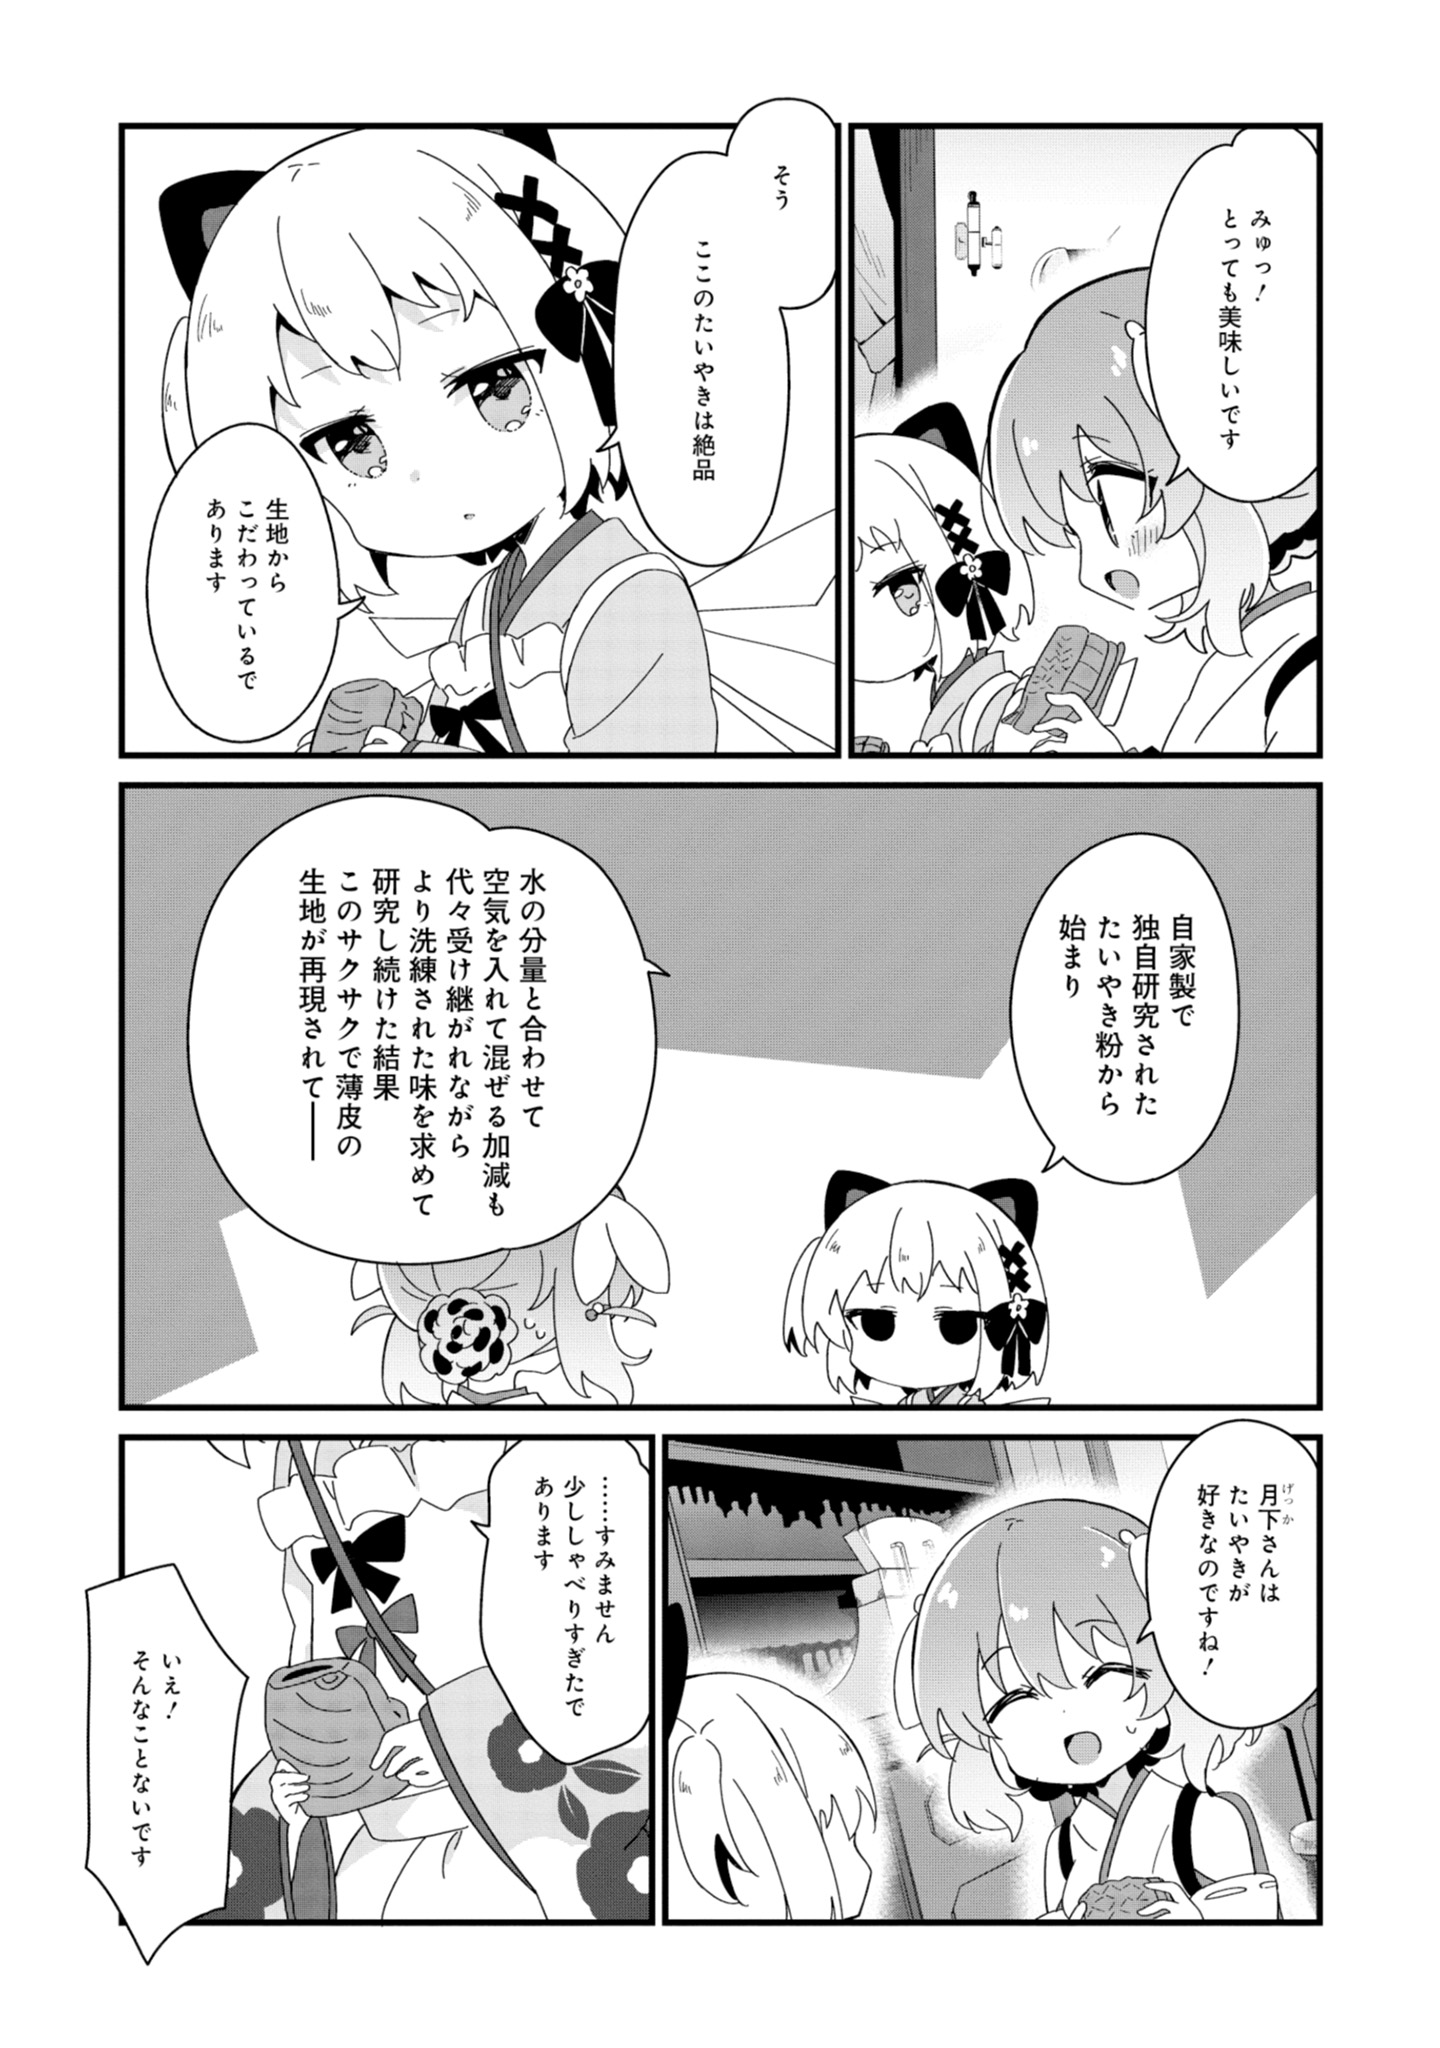 みゅっ!
とっても美味しいです
そう
ここのたいやきは絶品
生地から
こだわっているで
あります
自家製で
独自研究された
たいやき粉から
始まり
水の分量と合わせて
空気を入れて混ぜる加減も
代々受け継がれながら
より洗練された味を求めて
研究し続けた結果
このサクサクで薄皮の
生地が再現されて──
月下さんは
げっか
たいやきが
好きなのですね!
……すみません
少ししゃべりすぎたで
あります
いえ!
そんなことないです